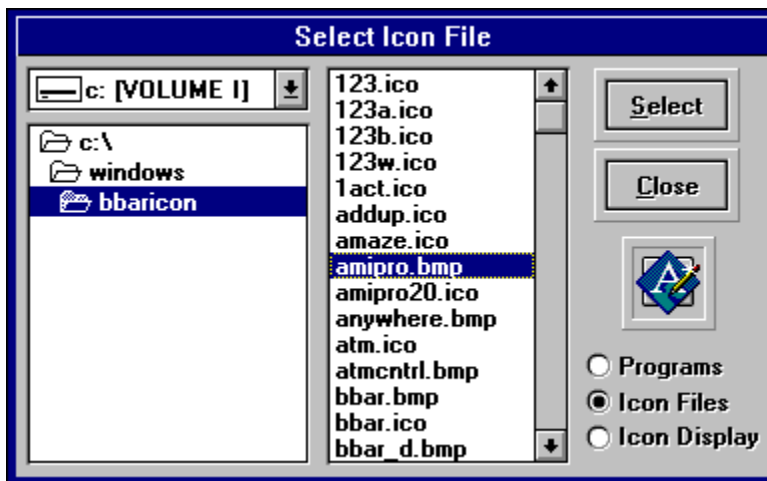 Select Icon File
c: [VOLUME I]
c:\
windows
bbaricon
123.ico
123a.ico
123b.ico
123w.ico
1act.ico
addup.ico
amaze.ico
amipro.bmp
amipro20.ico
anywhere.bmp
atm.ico
atmcntrl.bmp
bbar.bmp
bbar.ico
bbar_d.bmp
Select
Close
A
Programs
Icon Files
Icon Display